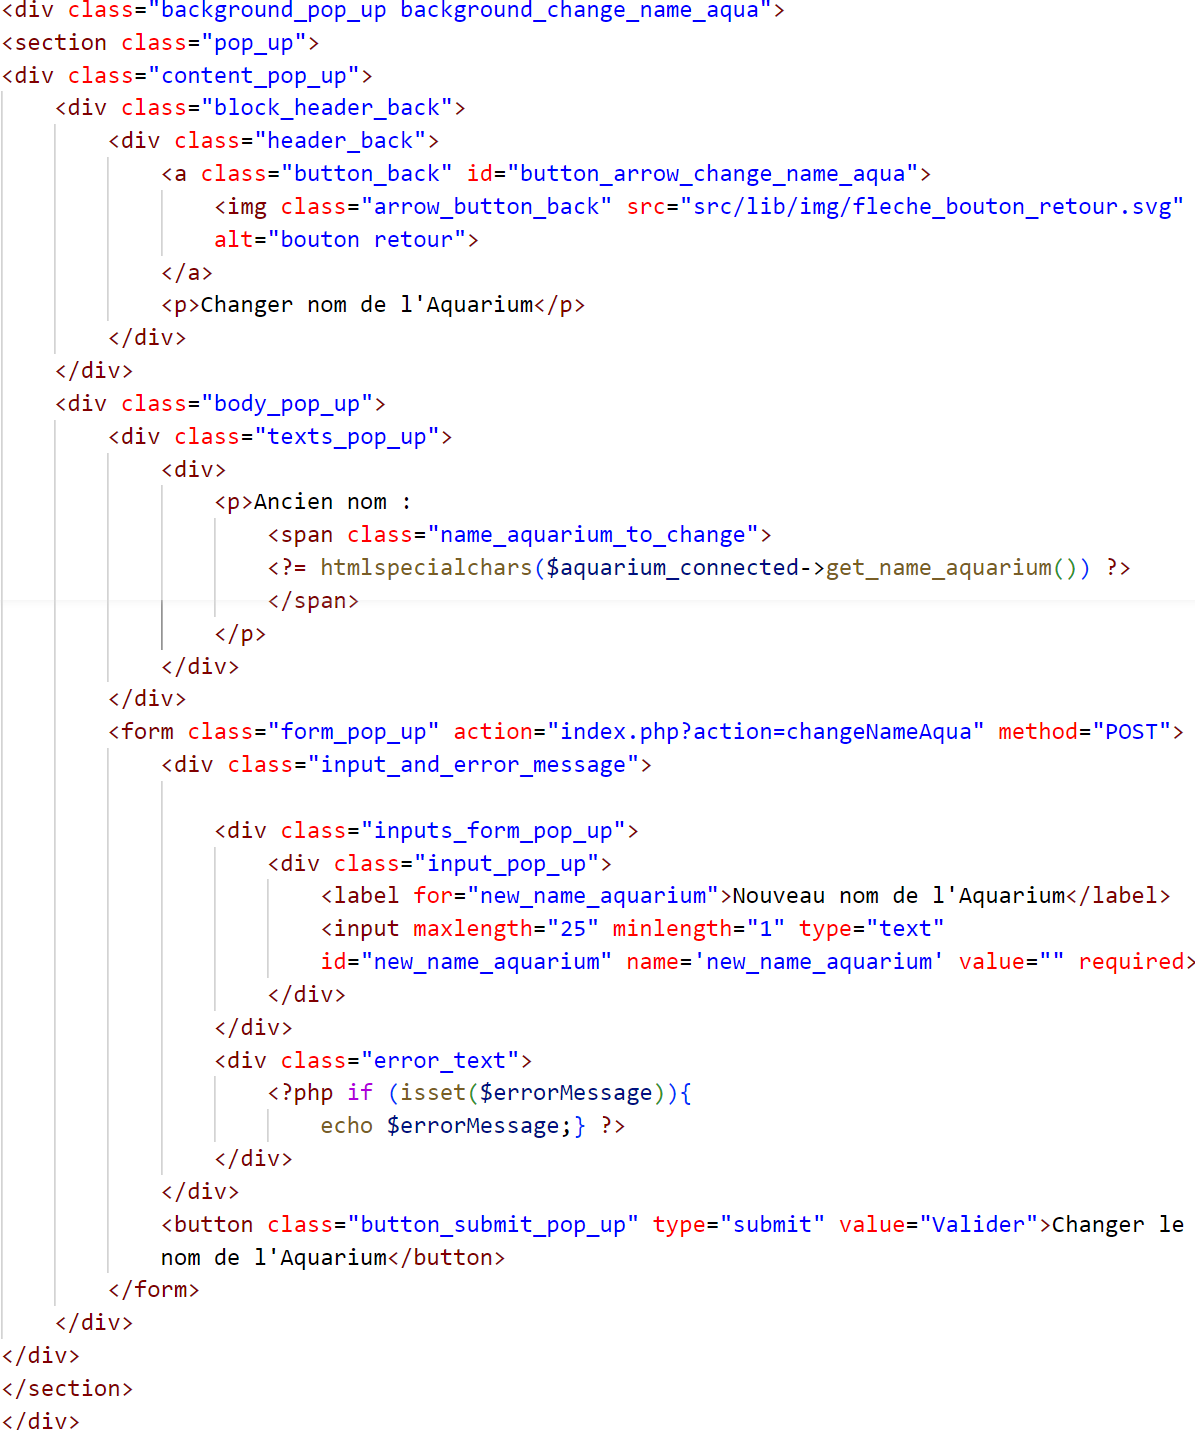 <div class="background_pop_up background_change_name_aqua">
<section class="pop_up">
<div class="content_pop_up">
    <div class="block_header_back">
        <div class="header_back">
            <a class="button_back" id="button_arrow_change_name_aqua">
                <img class="arrow_button_back" src="src/lib/img/fleche_bouton_retour.svg"
                alt="bouton retour">
            </a>
            <p>Changer nom de l'Aquarium</p>
        </div>
    </div>
    <div class="body_pop_up">
        <div class="texts_pop_up">
            <div>
                <p>Ancien nom :
                    <span class="name_aquarium_to_change">
                    <?= htmlspecialchars($aquarium_connected->get_name_aquarium()) ?>
                    </span>
                </p>
            </div>
        </div>
        <form class="form_pop_up" action="index.php?action=changeNameAqua" method="POST">
            <div class="input_and_error_message">

                <div class="inputs_form_pop_up">
                    <div class="input_pop_up">
                        <label for="new_name_aquarium">Nouveau nom de l'Aquarium</label>
                        <input maxlength="25" minlength="1" type="text"
                        id="new_name_aquarium" name='new_name_aquarium' value="" required>
                    </div>
                </div>
                <div class="error_text">
                    <?php if (isset($errorMessage)){
                        echo $errorMessage;} ?>
                </div>
            </div>
            <button class="button_submit_pop_up" type="submit" value="Valider">Changer le
            nom de l'Aquarium</button>
        </form>
    </div>
</div>
</section>
</div>